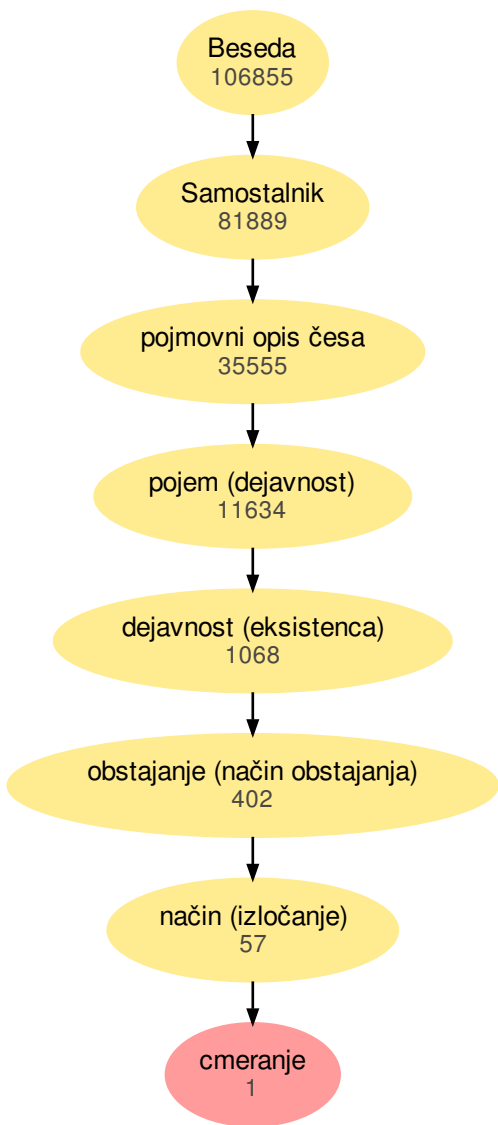 Beseda
106855
Samostalnik
81889
pojmovni opis česa
35555
pojem (dejavnost)
11634
dejavnost (eksistenca)
1068
obstajanje (način obstajanja)
402
način (izločanje)
57
cmeranje
1